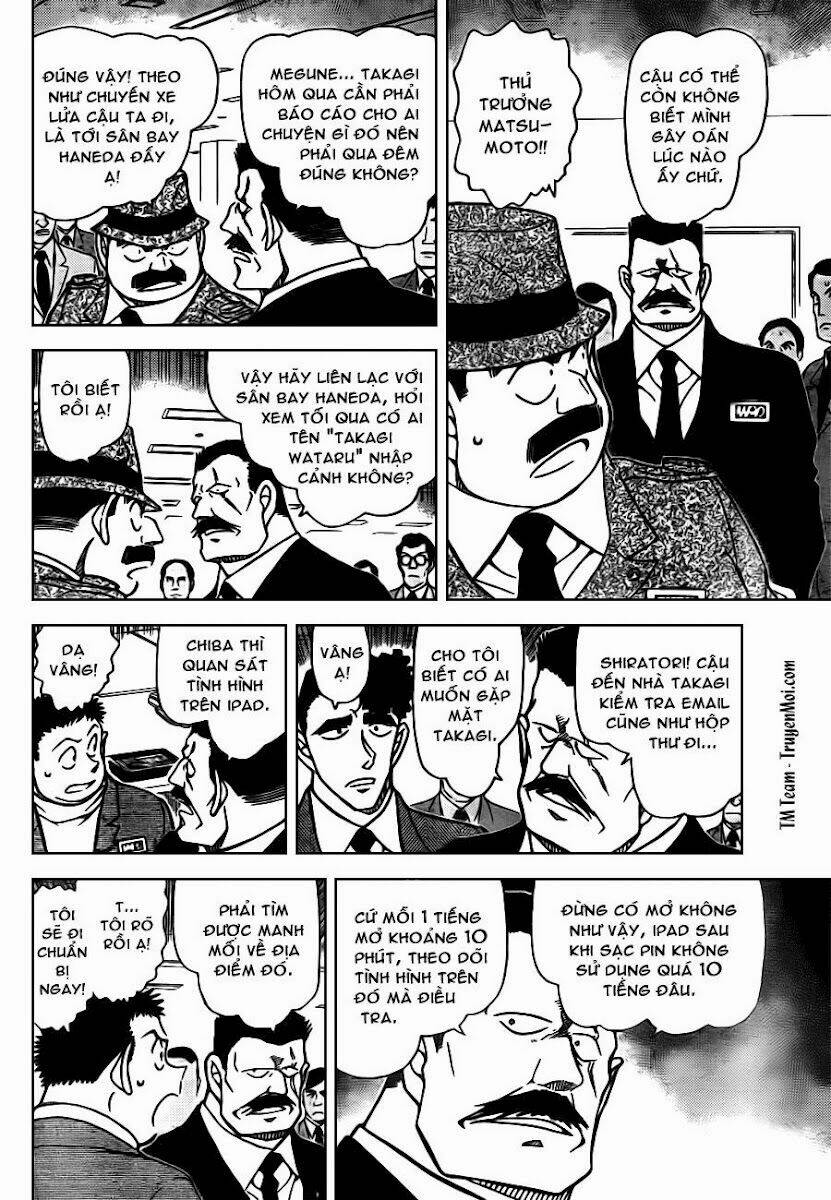 CẬU CÓ THỂ
CÒN KHÔNG
BIẾT MÌNH
GÂY OÁN
LÚC NÀO
ẤY CHỨ.
THỦ
TRƯỞNG
MATSU-
MOTO!!
MEGUNE... TAKAGI
HÔM QUA CẦN PHẢI
BÁO CÁO CHO AI
CHUYỆN GÌ ĐÓ NÊN
PHẢI QUA ĐÊM
ĐÚNG KHÔNG?
ĐÚNG VẬY! THEO
NHƯ CHUYẾN XE
LỬA CẬU TA ĐI,
LÀ TỚI SÂN BAY
HANEDA ĐẤY
Ạ!
VẬY HÃY LIÊN LẠC VỚI
SÂN BAY HANEDA, HỎI
XEM TỐI QUA CÓ AI
TÊN "TAKAGI
WATARU" NHẬP
CẢNH KHÔNG?
TÔI BIẾT
RỒI Ạ!
SHIRATORI! CẬU
ĐẾN NHÀ TAKAGI
KIỂM TRA EMAIL
CŨNG NHƯ HỘP
THƯ ĐI...
CHO TÔI
BIẾT CÓ AI
MUỐN GẶP
MẶT
TAKAGI.
VÂNG
Ạ!
CHIBA THÌ
QUAN SÁT
TÌNH HÌNH
TRÊN IPAD.
DẠ
VÂNG!
TM Team - TruyenMoi.com
ĐỪNG CÓ MỞ KHÔNG
NHƯ VẬY, IPAD SAU
KHI SẠC PIN KHÔNG
SỬ DỤNG QUÁ 10
TIẾNG ĐÂU.
CỨ MỖI 1 TIẾNG
MỞ KHOẢNG 10
PHÚT, THEO DÕI
TÌNH HÌNH TRÊN
ĐÓ MÀ ĐIỀU
TRA.
PHẢI TÌM
ĐƯỢC MANH
MỐI VỀ ĐỊA
ĐIỂM ĐÓ.
T...
TÔI RÕ
RỒI Ạ!
TÔI
SẼ ĐI
CHUẨN
BỊ
NGAY!